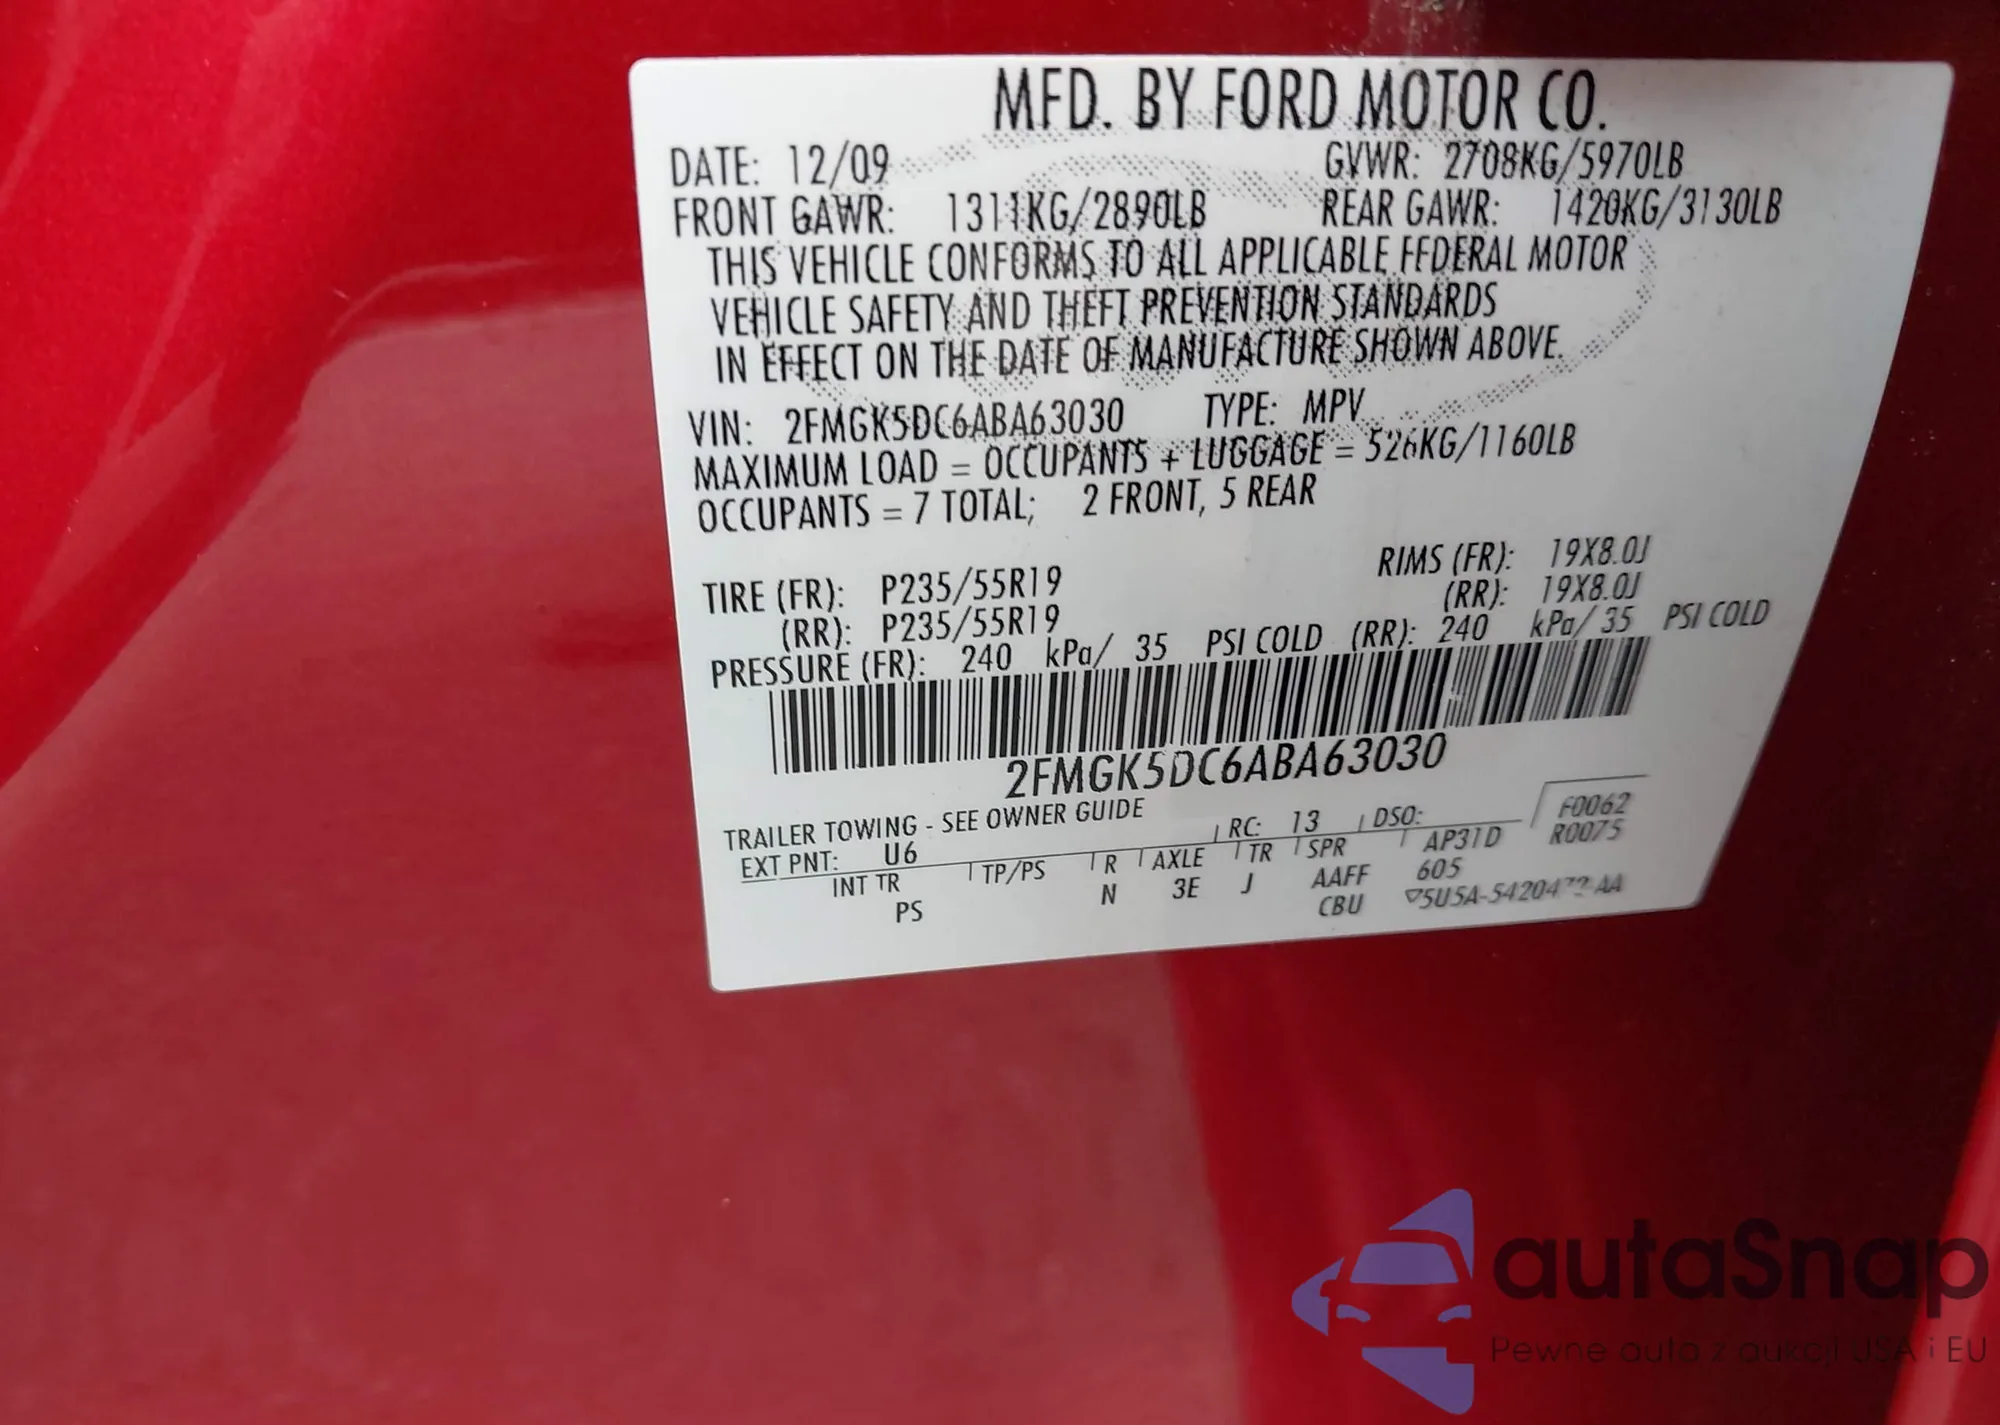 MFD. BY FORD MOTOR CO.
DATE: 12/09 GVWR: 2708KG/5970LB
FRONT GAWR: 1311KG/2890LB REAR GAWR: 1420KG/3130LB
THIS VEHICLE CONFORMS TO ALL APPLICABLE FEDERAL MOTOR
VEHICLE SAFETY AND THEFT PREVENTION STANDARDS
IN EFFECT ON THE DATE OF MANUFACTURE SHOWN ABOVE.
VIN: 2FMGK5DC6ABA63030 TYPE: MPV
MAXIMUM LOAD = OCCUPANTS + LUGGAGE = 526KG/1160LB
OCCUPANTS = 7 TOTAL; 2 FRONT, 5 REAR
TIRE (FR): P235/55R19 RIMS (FR): 19X8.0J
(RR): P235/55R19 (RR): 19X8.0J
PRESSURE (FR): 240 kPa/ 35 PSI COLD (RR): 240 kPa/ 35 PSI COLD
2FMGK5DC6ABA63030
TRAILER TOWING - SEE OWNER GUIDE
EXT PNT: U6 RC: 13 DSO: F0062
R0075
INT TR TP/PS R AXLE TR SPR AP31D
PS N 3E J AAFF 605
CBU
autaSnap
Pewne auto z aukcji USA i EU